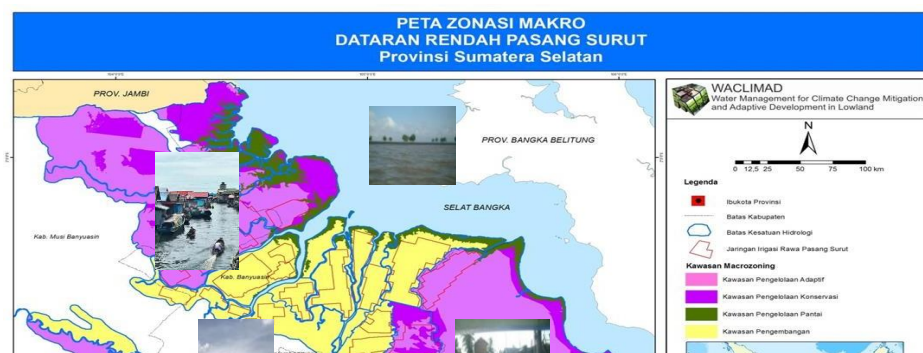 PETA ZONASI MAKRO
DATARAN RENDAH PASANG SURUT
Provinsi Sumatera Selatan
PROV. JAMBI
PROV. BANGKA BELITUNG
SELAT BANGKA
Kab. Musi Banyuasin
Kab. Banyuasin
WACLIMAD
Water Management for Climate Change Mitigation
and Adaptive Development in Lowland
N
0 12,5 25 50 75 100 km
Legenda
Ibukota Provinsi
Batas Kabupaten
Batas Kesatuan Hidrologi
Jaringan Irigasi Rawa Pasang Surut
Kawasan Macrozoning
Kawasan Pengelolaan Adaptif
Kawasan Pengelolaan Konservasi
Kawasan Pengelolaan Pantai
Kawasan Pengembangan